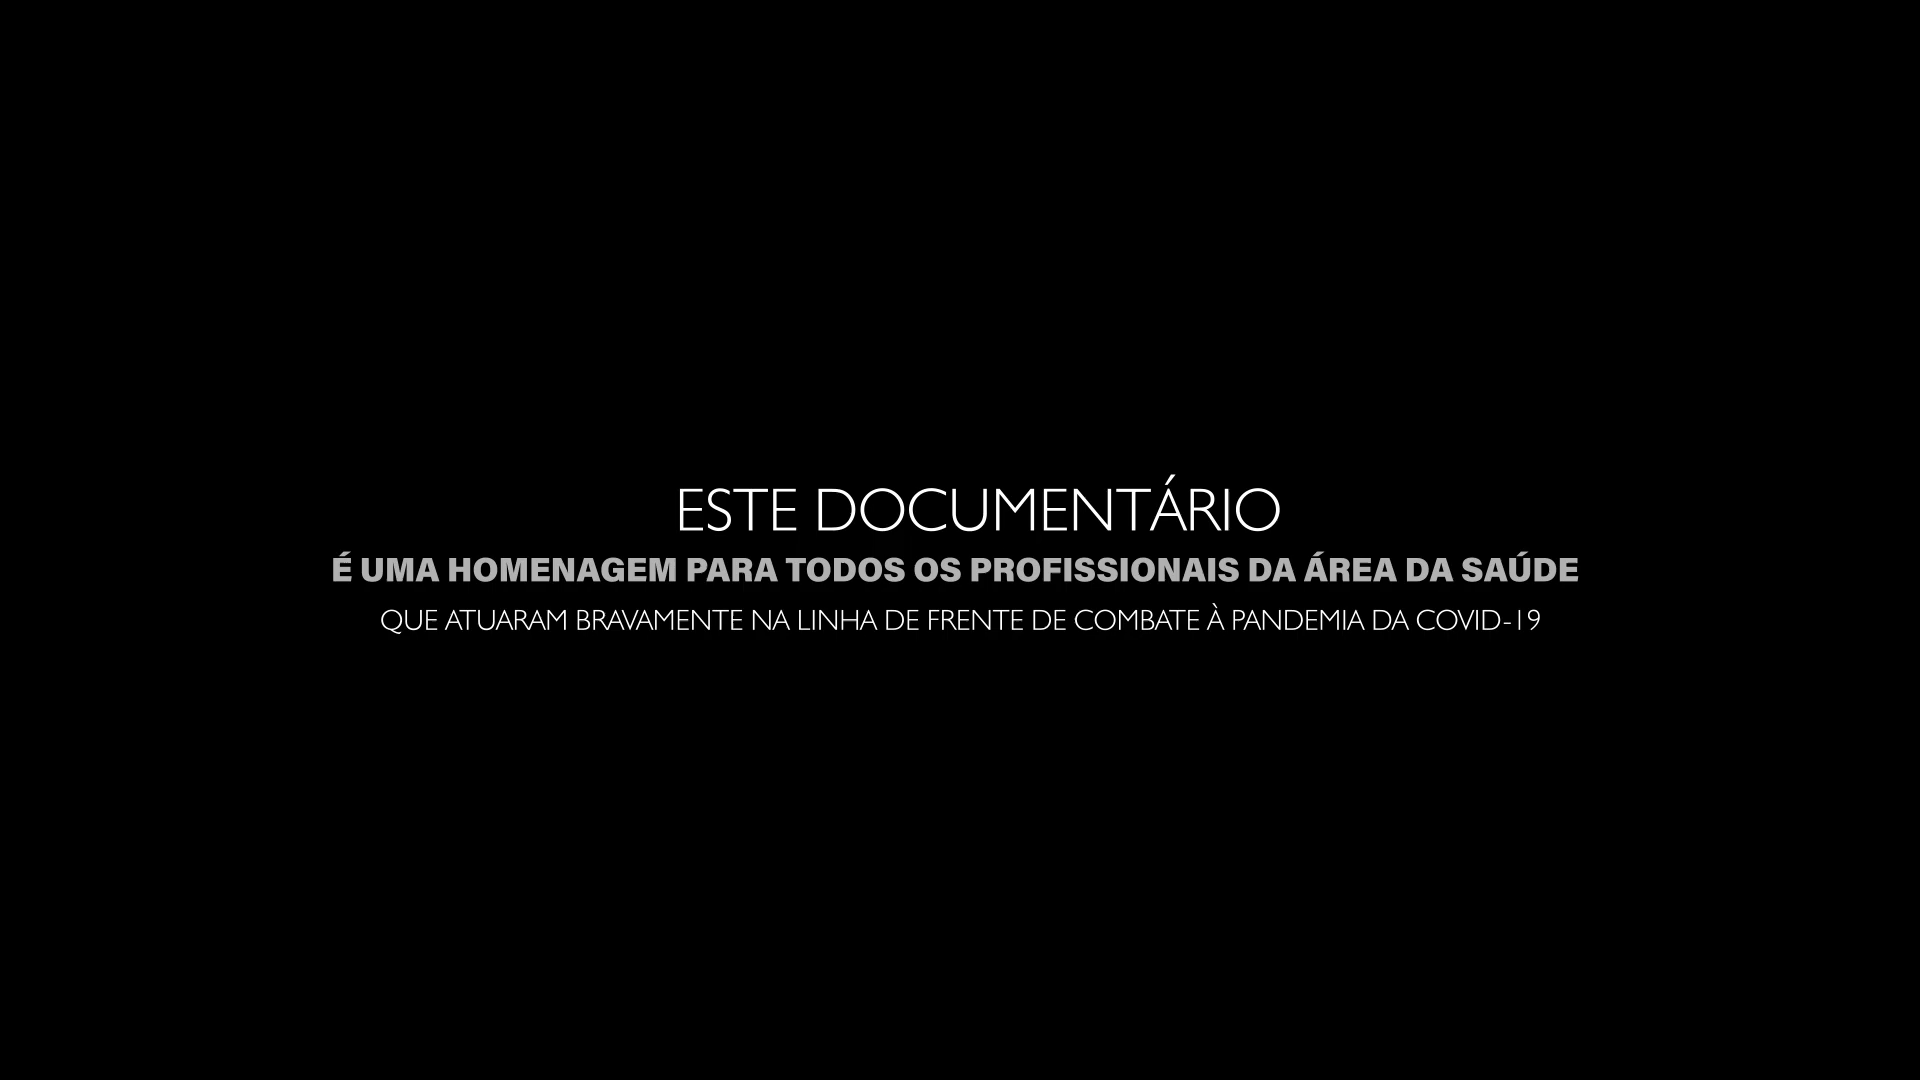 ESTE DOCUMENTÁRIO
É UMA HOMENAGEM PARA TODOS OS PROFISSIONAIS DA ÁREA DA SAÚDE
QUE ATUARAM BRAVAMENTE NA LINHA DE FRENTE DE COMBATE À PANDEMIA DA COVID-19